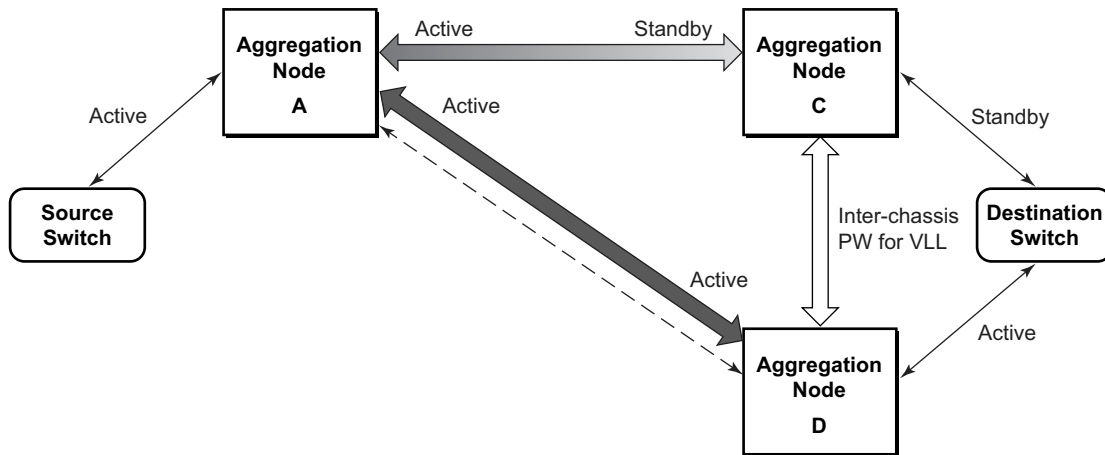 Active
Standby
Aggregation
Node
A
Aggregation
Node
C
Active
Active
Standby
Source
Switch
Inter-chassis
PW for VLL
Destination
Switch
Active
Active
Aggregation
Node
D